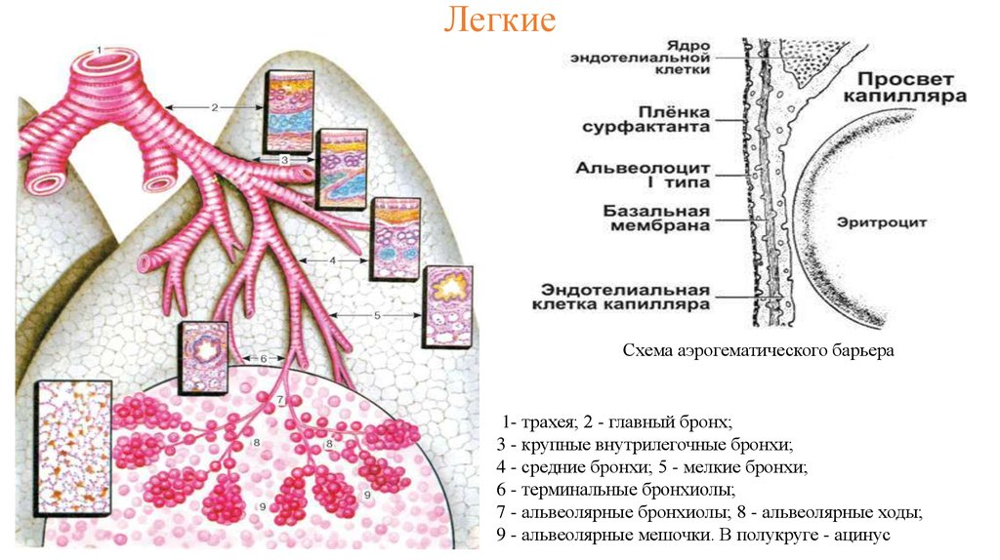 Легкие
1
2
3
4
5
6
7
8
8
9
9
Ядро
эндотелиальной
клетки
Просвет
капилляра
Плёнка
сурфактанта
Альвеолоцит
I типа
Базальная
мембрана
Эритроцит
Эндотелиальная
клетка капилляра
Схема аэрогематического барьера
1- трахея; 2 - главный бронх;
3 - крупные внутрилегочные бронхи;
4 - средние бронхи; 5 - мелкие бронхи;
6 - терминальные бронхиолы;
7 - альвеолярные бронхиолы; 8 - альвеолярные ходы;
9 - альвеолярные мешочки. В полукруге - ацинус